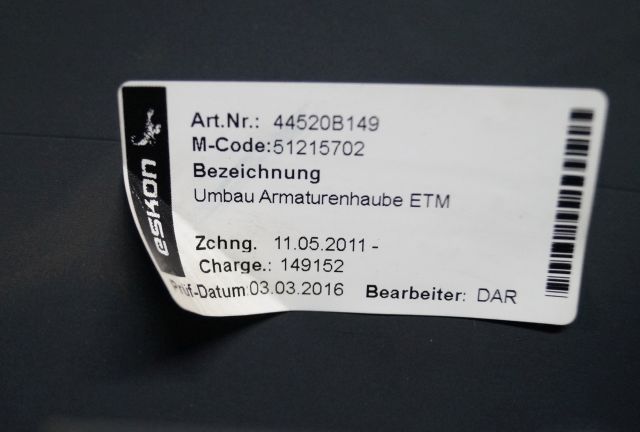 eskon
Art.Nr.: 44520B149
M-Code:51215702
Bezeichnung
Umbau Armaturenhaube ETM
Zchng. 11.05.2011 -
Charge.: 149152
Prüf-Datum:03.03.2016 Bearbeiter: DAR